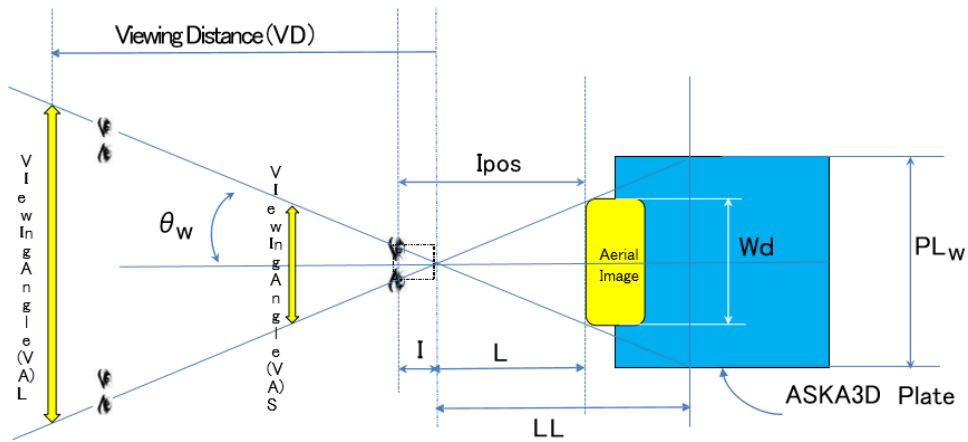 Viewing Distance(VD)
Ipos
θw
ViewIngAngle(VA)L
VIewIngAngle(VA)S
Aerial
Image
Wd
PLw
I
L
LL
ASKA3D Plate